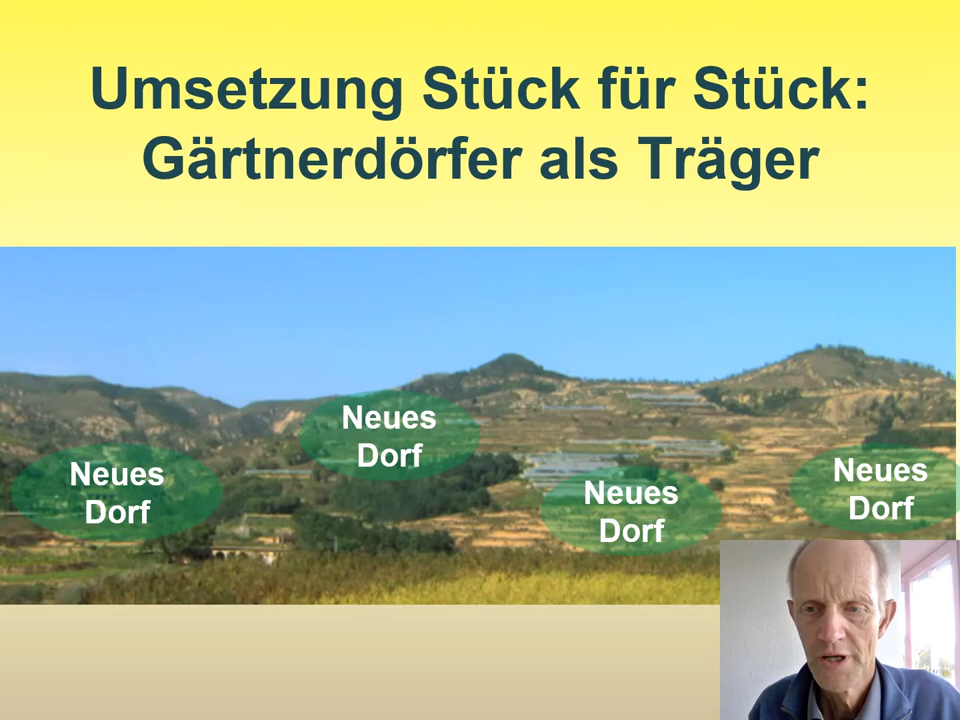 Umsetzung Stück für Stück:
Gärtnerdörfer als Träger
Neues
Dorf
Neues
Dorf
Neues
Dorf
Neues
Dorf